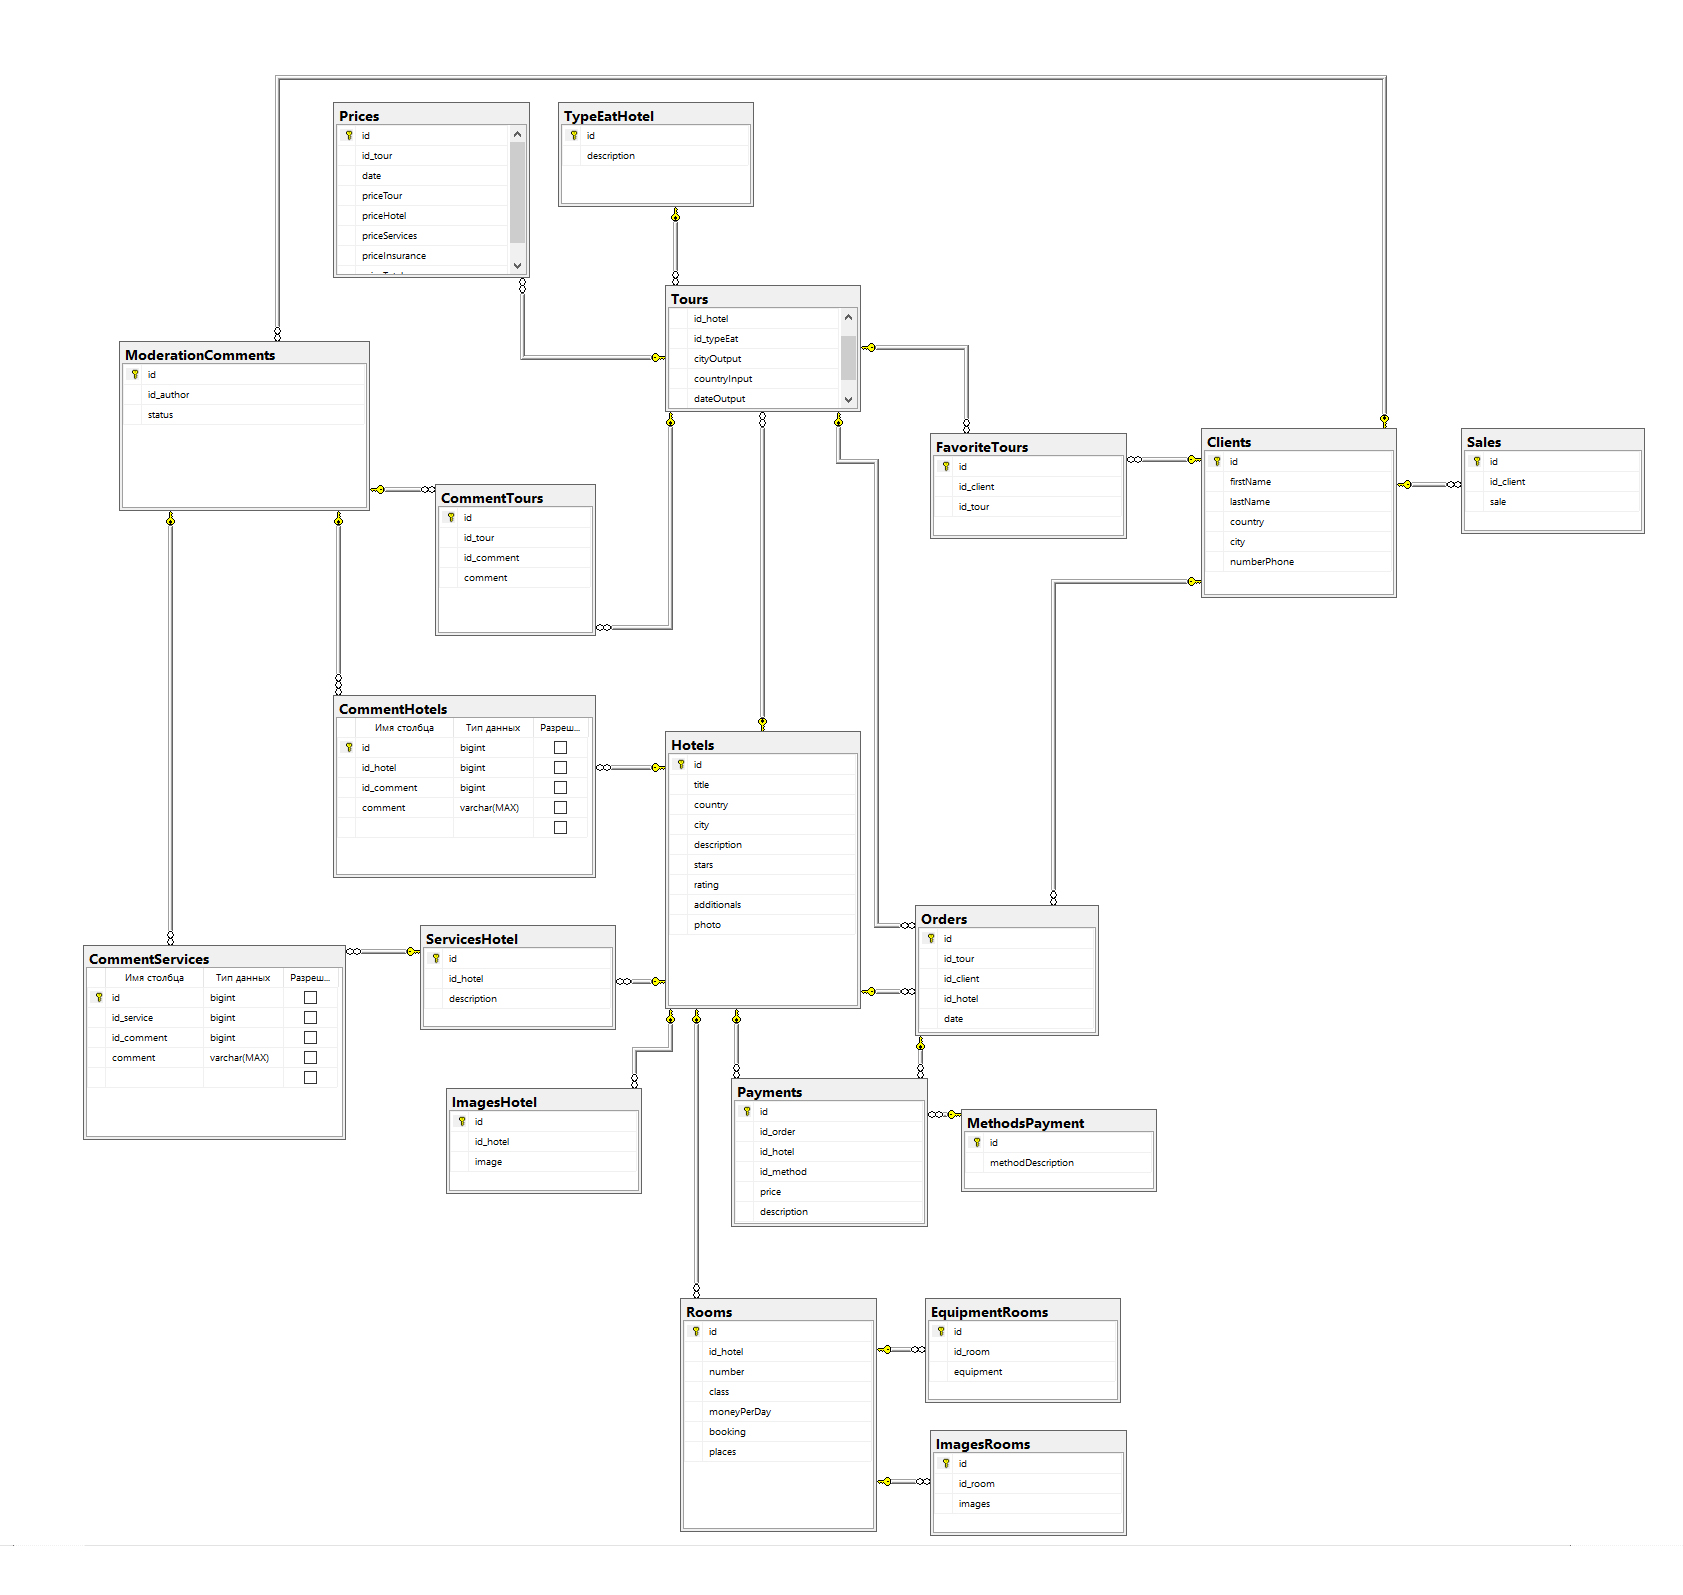 Prices
id
id_tour
date
priceTour
priceHotel
priceServices
priceInsurance
TypeEatHotel
id
description
Tours
id_hotel
id_typeEat
cityOutput
countryInput
dateOutput
ModerationComments
id
id_author
status
CommentTours
id
id_tour
id_comment
comment
FavoriteTours
id
id_client
id_tour
Clients
id
firstName
lastName
country
city
numberPhone
Sales
id
id_client
sale
CommentHotels
Имя столбца Тип данных Разреш...
id bigint
id_hotel bigint
id_comment bigint
comment varchar(MAX)
Hotels
id
title
country
city
description
stars
rating
additionals
photo
Orders
id
id_tour
id_client
id_hotel
date
ServicesHotel
id
id_hotel
description
CommentServices
Имя столбца Тип данных Разреш...
id bigint
id_service bigint
id_comment bigint
comment varchar(MAX)
ImagesHotel
id
id_hotel
image
Payments
id
id_order
id_hotel
id_method
price
description
MethodsPayment
id
methodDescription
Rooms
id
id_hotel
number
class
moneyPerDay
booking
places
EquipmentRooms
id
id_room
equipment
ImagesRooms
id
id_room
images